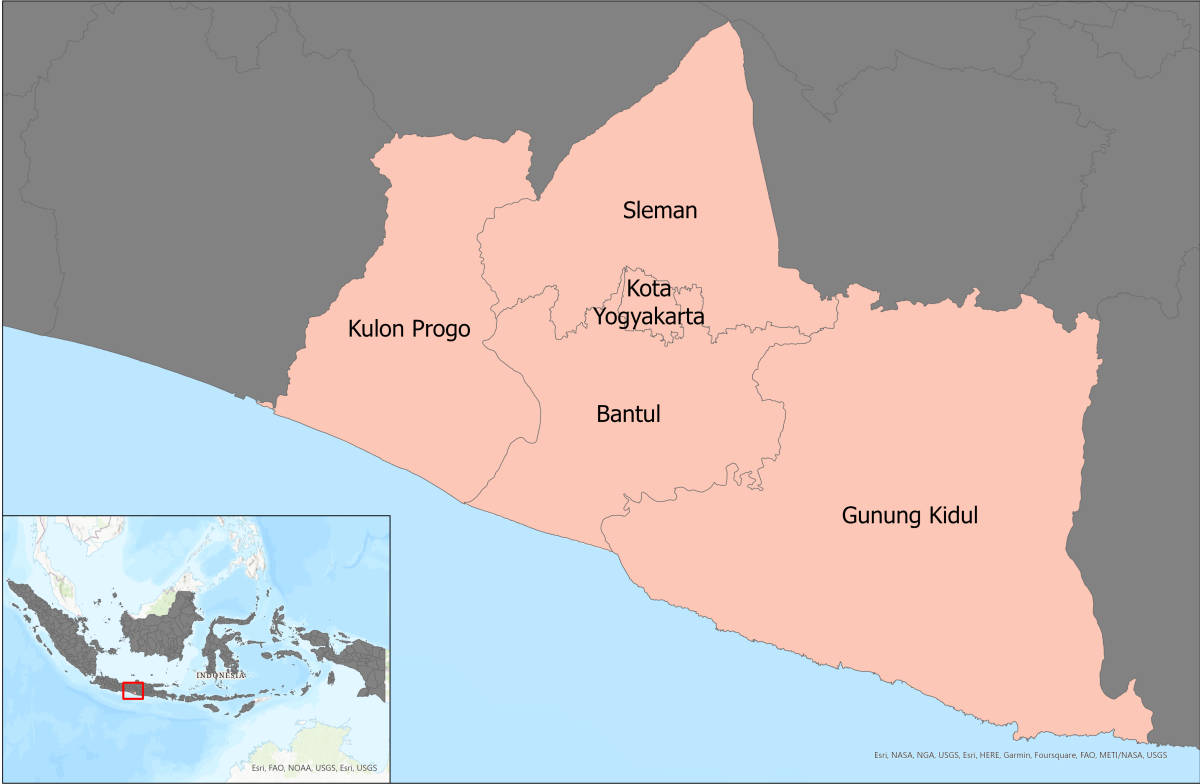 Sleman
Kota
Yogyakarta
Kulon Progo
Bantul
Gunung Kidul
INDONESIA
Esri, NASA, NGA, USGS, Esri, HERE, Garmin, Foursquare, FAO, METI/NASA, USGS
Esri, FAO, NOAA, USGS, Esri, USGS